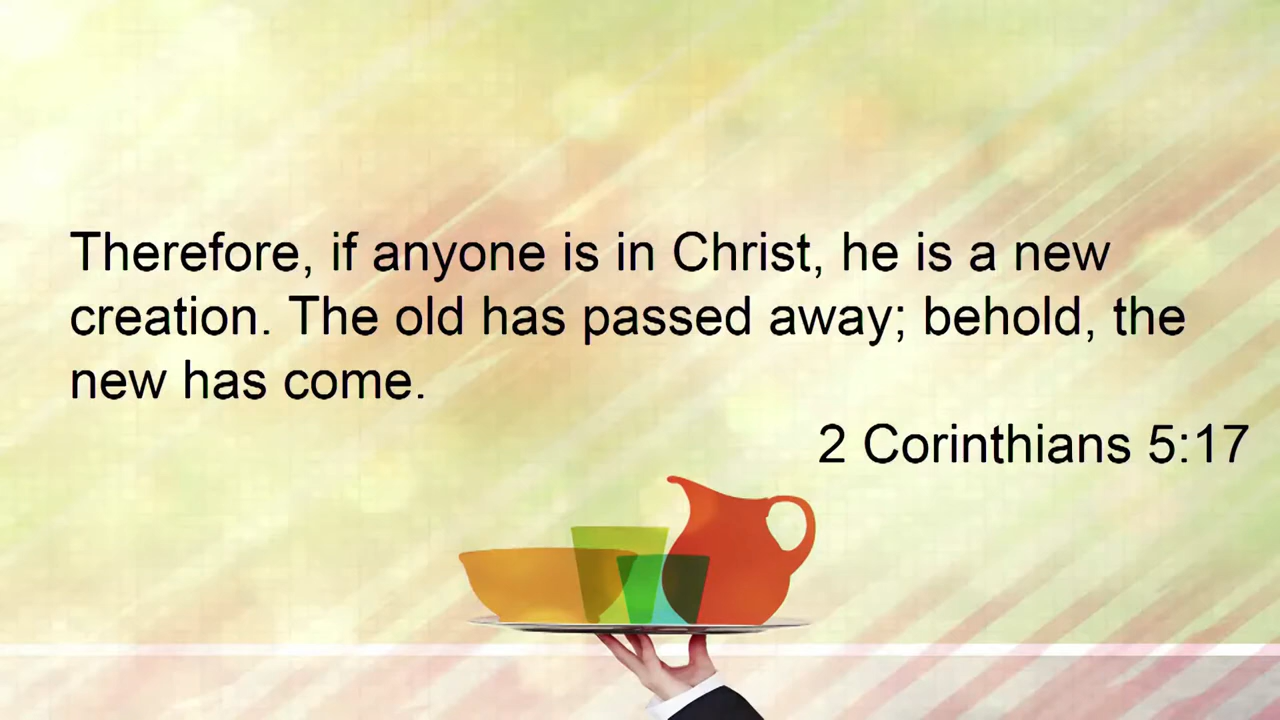 Therefore, if anyone is in Christ, he is a new
creation. The old has passed away; behold, the
new has come.
2 Corinthians 5:17